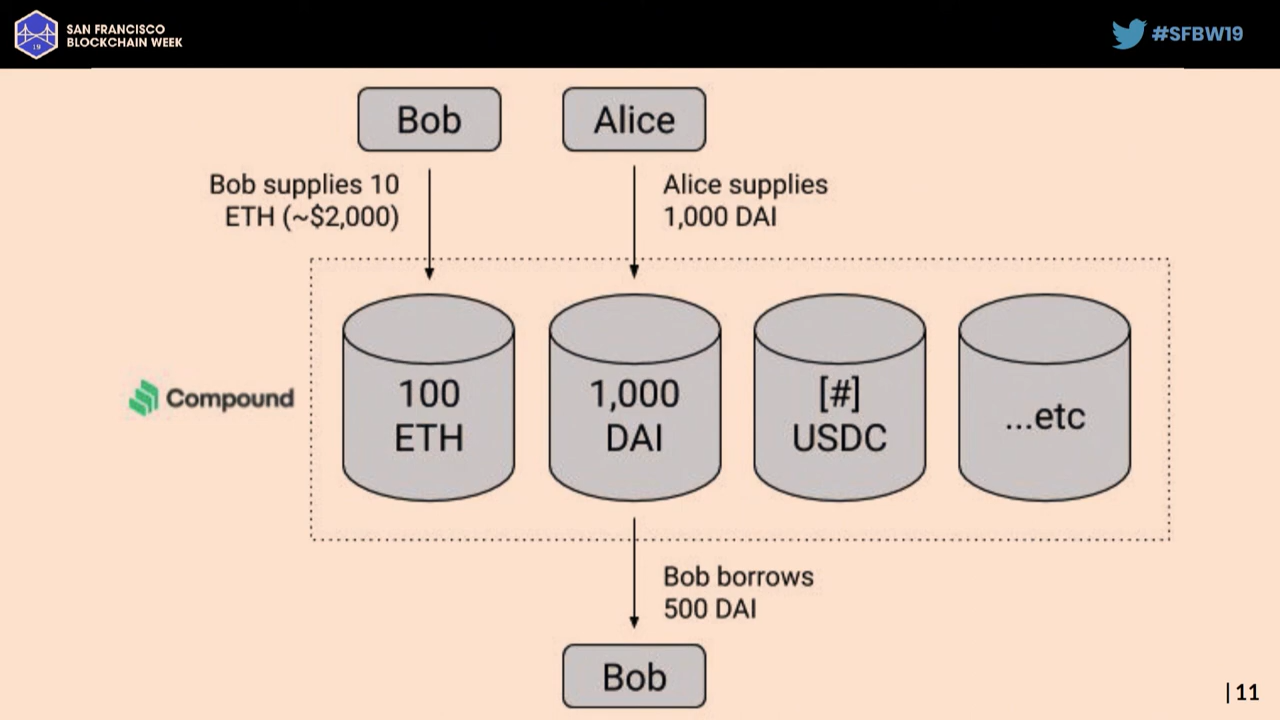 SAN FRANCISCO
BLOCKCHAIN WEEK
19
#SFBW19
Bob
Alice
Bob supplies 10
ETH (~$2,000)
Alice supplies
1,000 DAI
Compound
100
ETH
1,000
DAI
[#]
USDC
...etc
Bob borrows
500 DAI
Bob
| 11